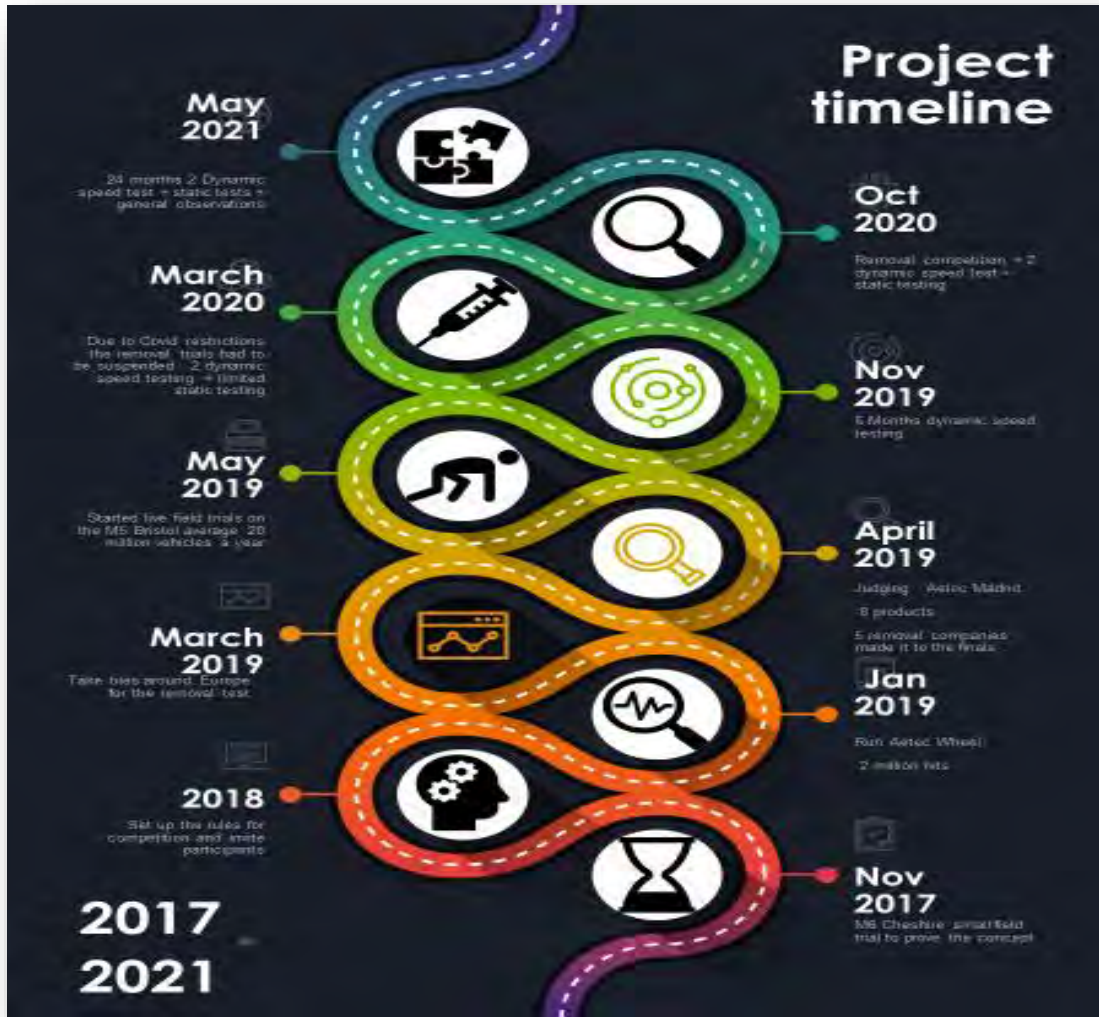 Project
timeline
May
2021
24 months 2 Dynamic
speed test + static tests +
general observations
Oct
2020
Removal competition + 2
dynamic speed test +
static testing
March
2020
Due to Covid restrictions
the removal trials had to
be suspended 2 dynamic
speed testing + limited
static testing
Nov
2019
Months dynamic speed
testing
May
2019
Started live field trials on
the M5 Bristol average 20
million vehicles a year
April
2019
Judging Aetec Madrid
8 products
5 removal companies
made it to the finals
March
2019
Take tiles around Europe
for the removal test
Jan
2019
Run Aetec Wheel
2 million hits
2018
Set up the rules for
competition and invite
participants
Nov
2017
M6 Cheshire small field
trial to prove the concept
2017
2021